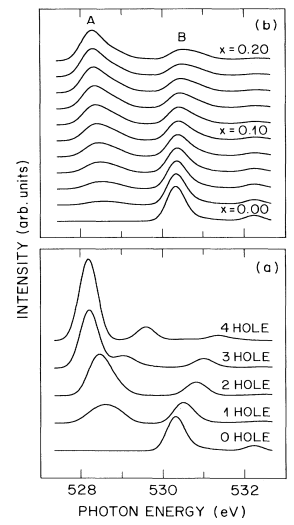 A
B
(b)
x = 0.20
x = 0.10
x = 0.00
INTENSITY (arb. units)
(a)
4 HOLE
3 HOLE
2 HOLE
1 HOLE
0 HOLE
528 530 532
PHOTON ENERGY (eV)